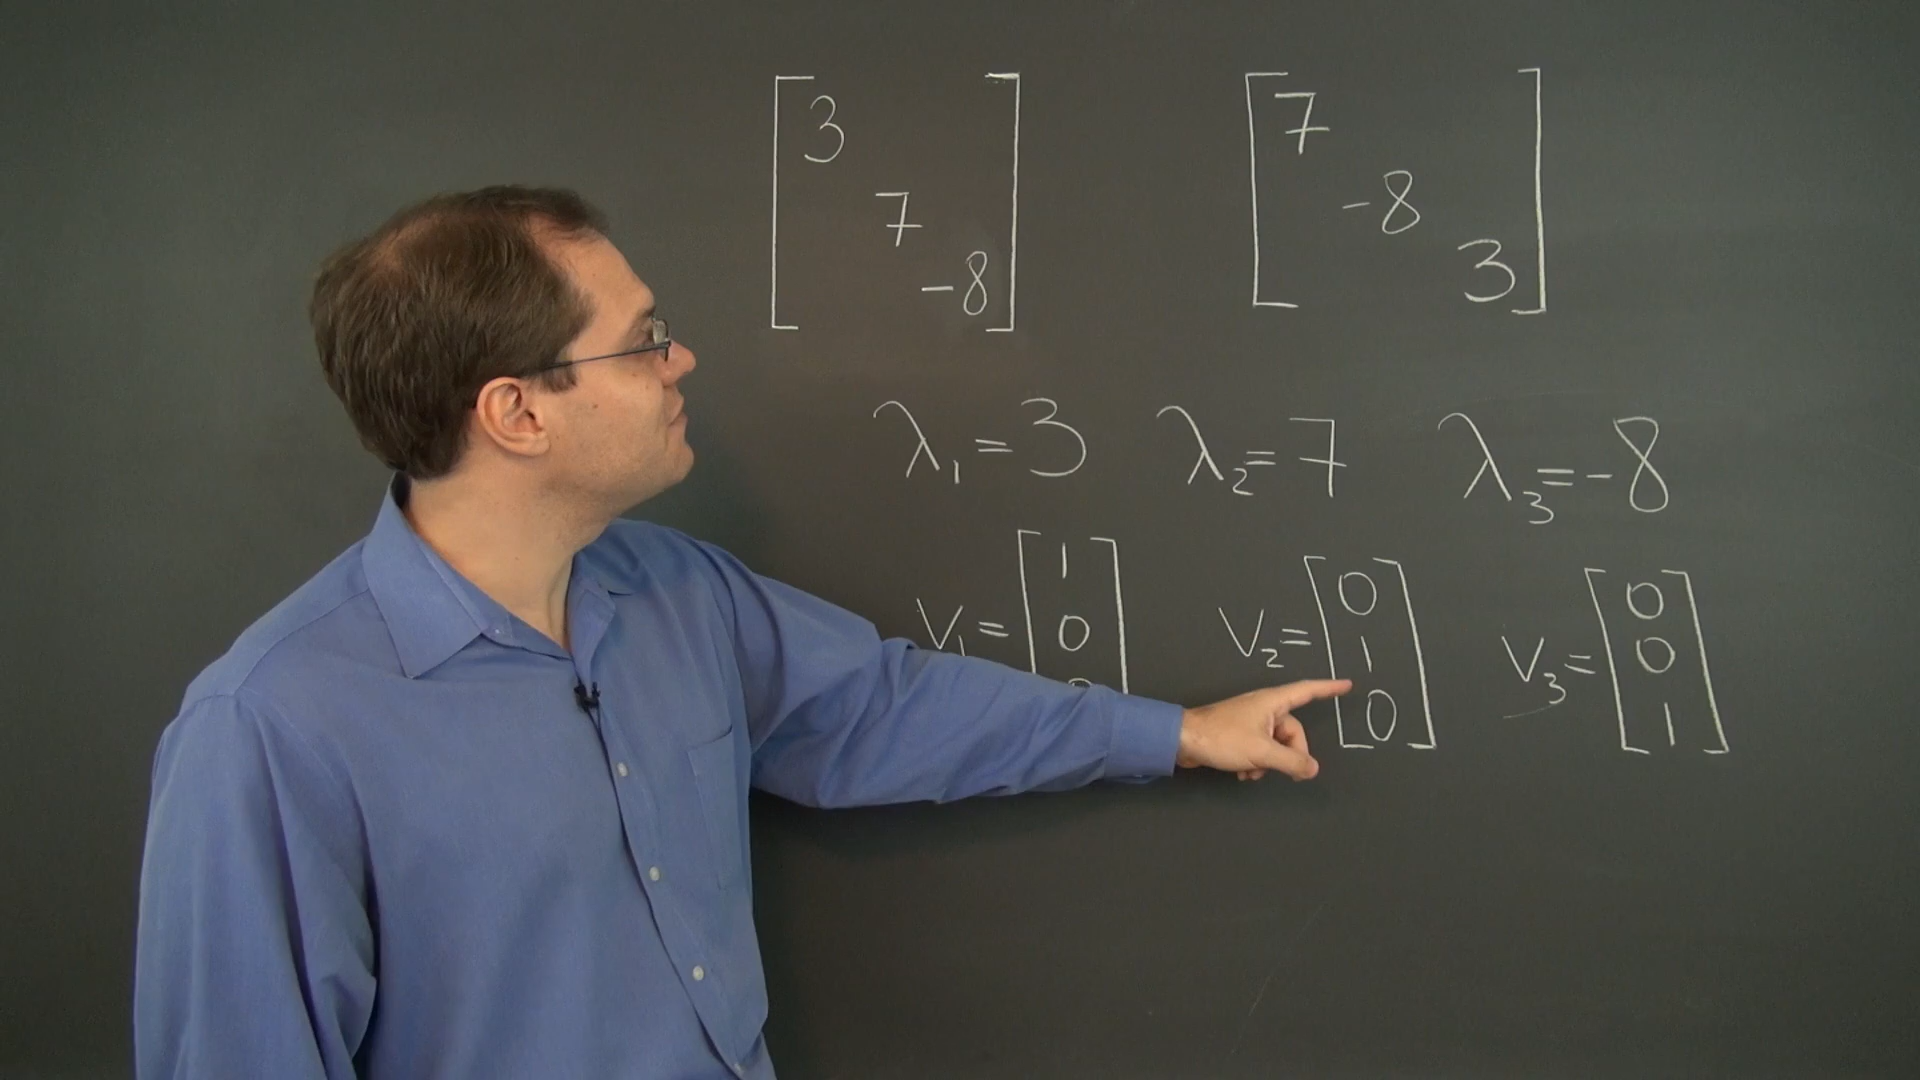 3
7
-8
7
-8
3
λ₁=3 λ₂=7 λ₃=-8
v₁= [1 0
v₂= [0 1 0]
v₃= [0 0 1]